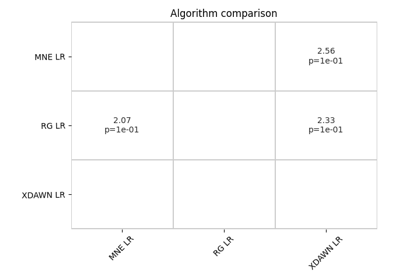 Algorithm comparison
MNE LR
2.56
p=1e-01
RG LR
2.07
p=1e-01
2.33
p=1e-01
XDAWN LR
MNE LR
RG LR
XDAWN LR